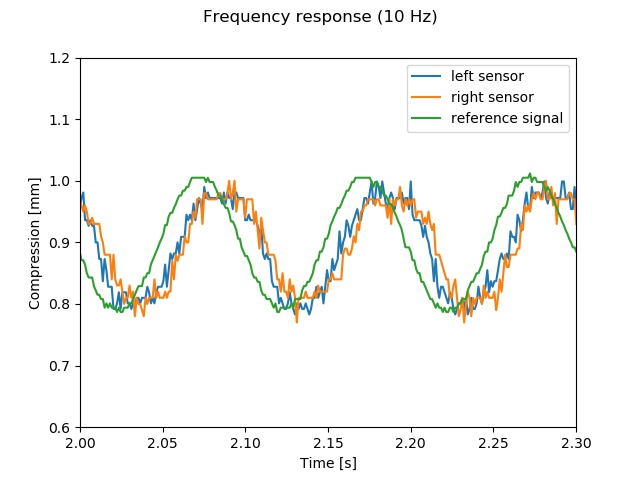 Frequency response (10 Hz)
left sensor
right sensor
reference signal
Compression [mm]
1.2
1.1
1.0
0.9
0.8
0.7
0.6
2.00 2.05 2.10 2.15 2.20 2.25 2.30
Time [s]